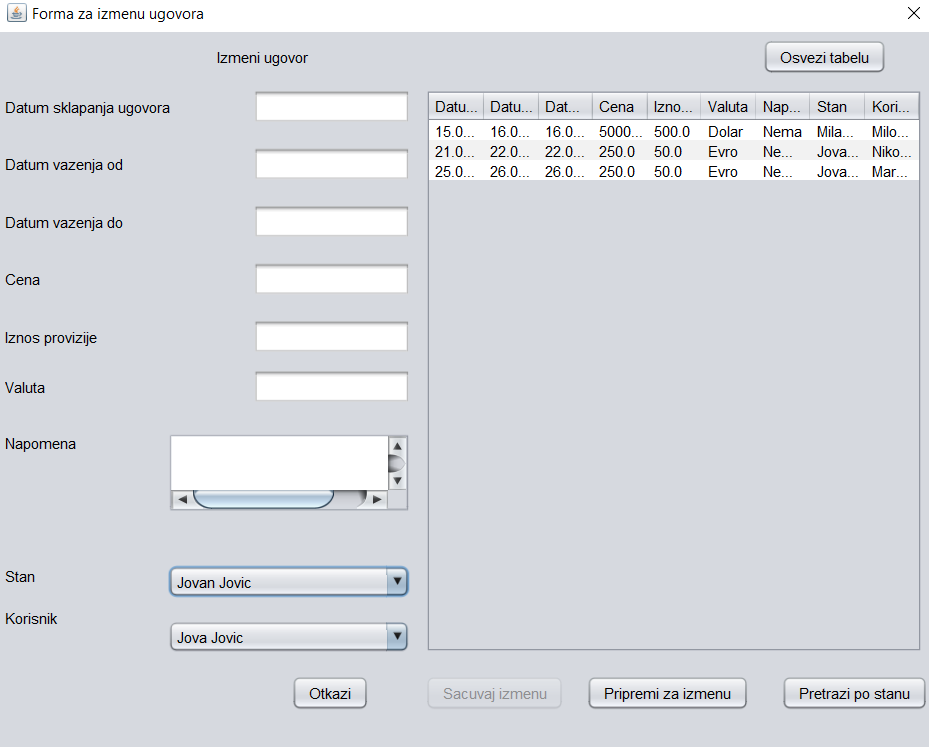 Forma za izmenu ugovora
Izmeni ugovor
Osvezi tabelu
Datum sklapanja ugovora
Datum vazenja od
Datum vazenja do
Cena
Iznos provizije
Valuta
Napomena
Stan
Jovan Jovic
Korisnik
Jova Jovic
Datu... Datu... Dat... Cena Izno... Valuta Nap... Stan Kori...
15.0... 16.0... 16.0... 5000... 500.0 Dolar Nema Mila... Milo...
21.0... 22.0... 22.0... 250.0 50.0 Evro Ne... Jova... Niko...
25.0... 26.0... 26.0... 250.0 50.0 Evro Ne... Jova... Mar...
Otkazi Sacuvaj izmenu Pripremi za izmenu Pretrazi po stanu